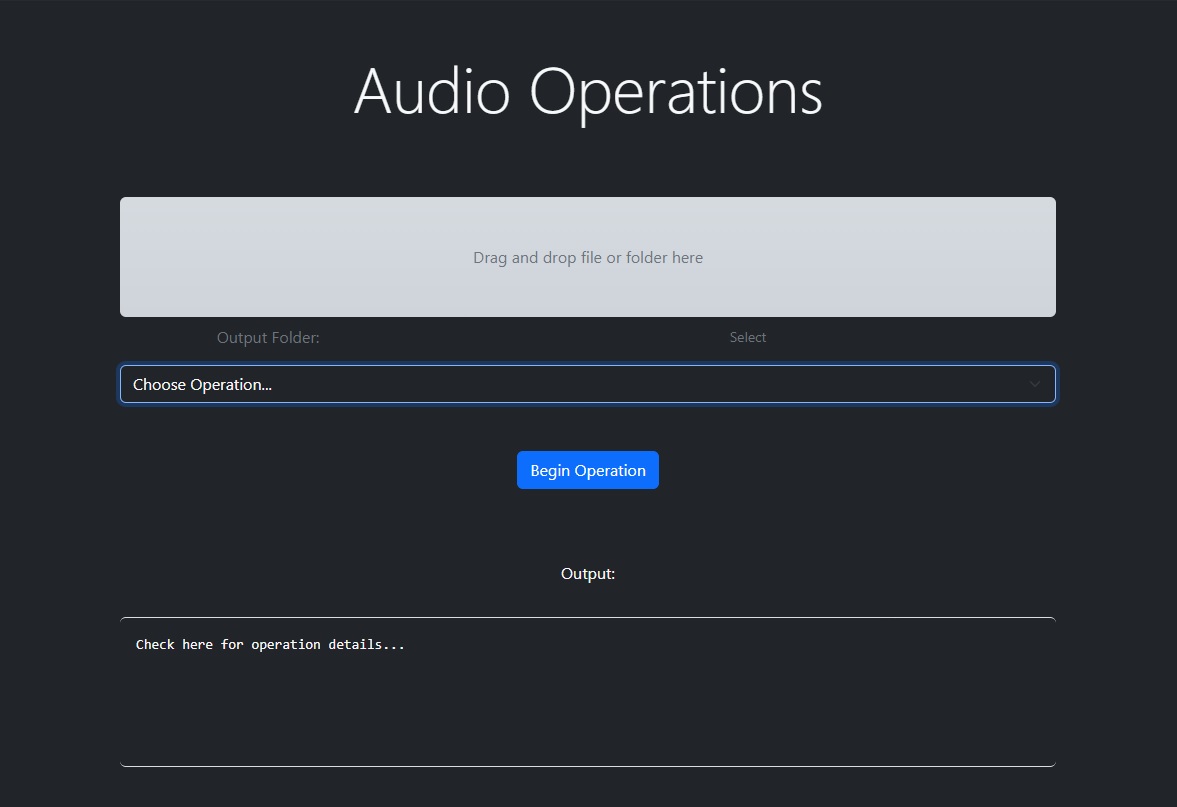 Audio Operations
Drag and drop file or folder here
Output Folder: Select
Choose Operation...
Begin Operation
Output:
Check here for operation details...